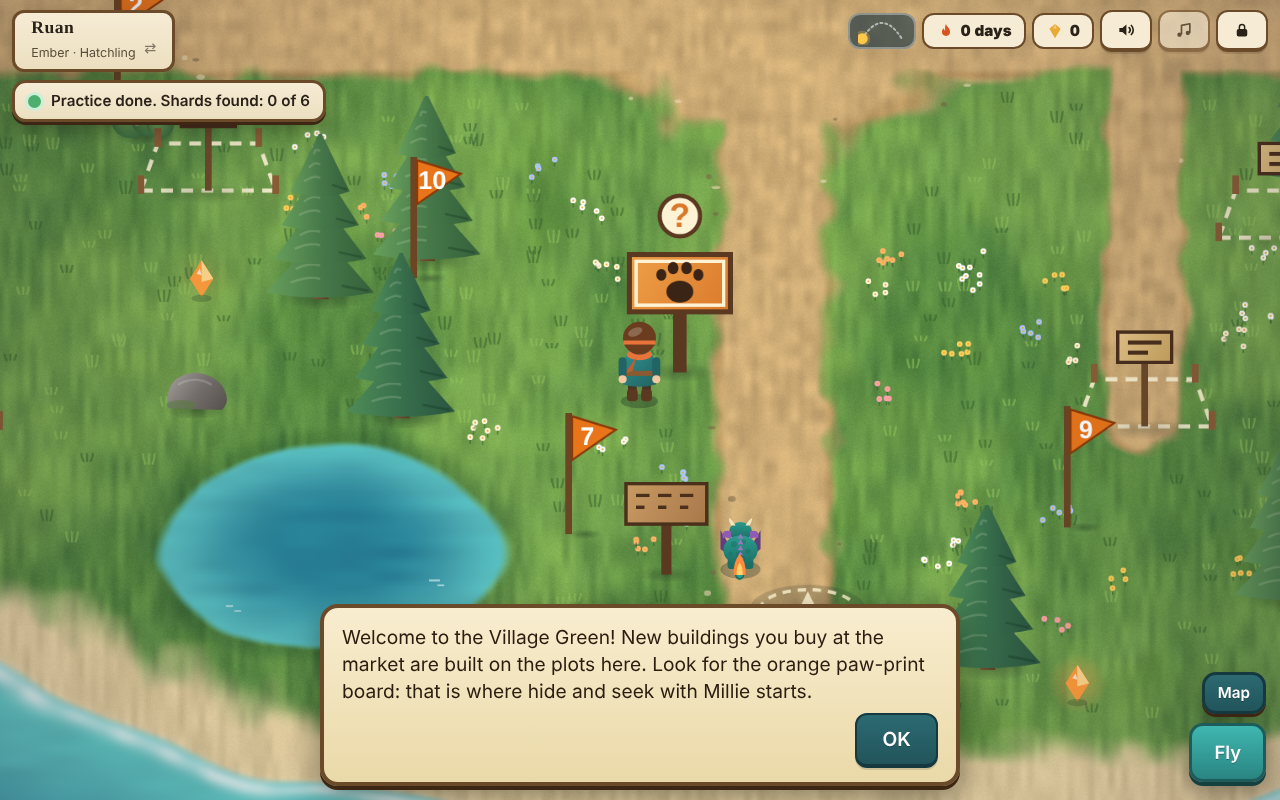 2
Ruan
Ember · Hatchling
0 days
0
Practice done. Shards found: 0 of 6
10
?
7
9
Welcome to the Village Green! New buildings you buy at the
market are built on the plots here. Look for the orange paw-print
board: that is where hide and seek with Millie starts.
OK
Map
Fly